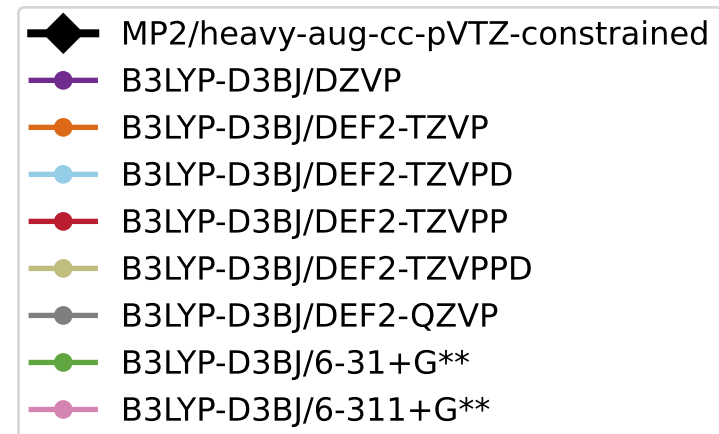 MP2/heavy-aug-cc-pVTZ-constrained
B3LYP-D3BJ/DZVP
B3LYP-D3BJ/DEF2-TZVP
B3LYP-D3BJ/DEF2-TZVPD
B3LYP-D3BJ/DEF2-TZVPP
B3LYP-D3BJ/DEF2-TZVPPD
B3LYP-D3BJ/DEF2-QZVP
B3LYP-D3BJ/6-31+G**
B3LYP-D3BJ/6-311+G**